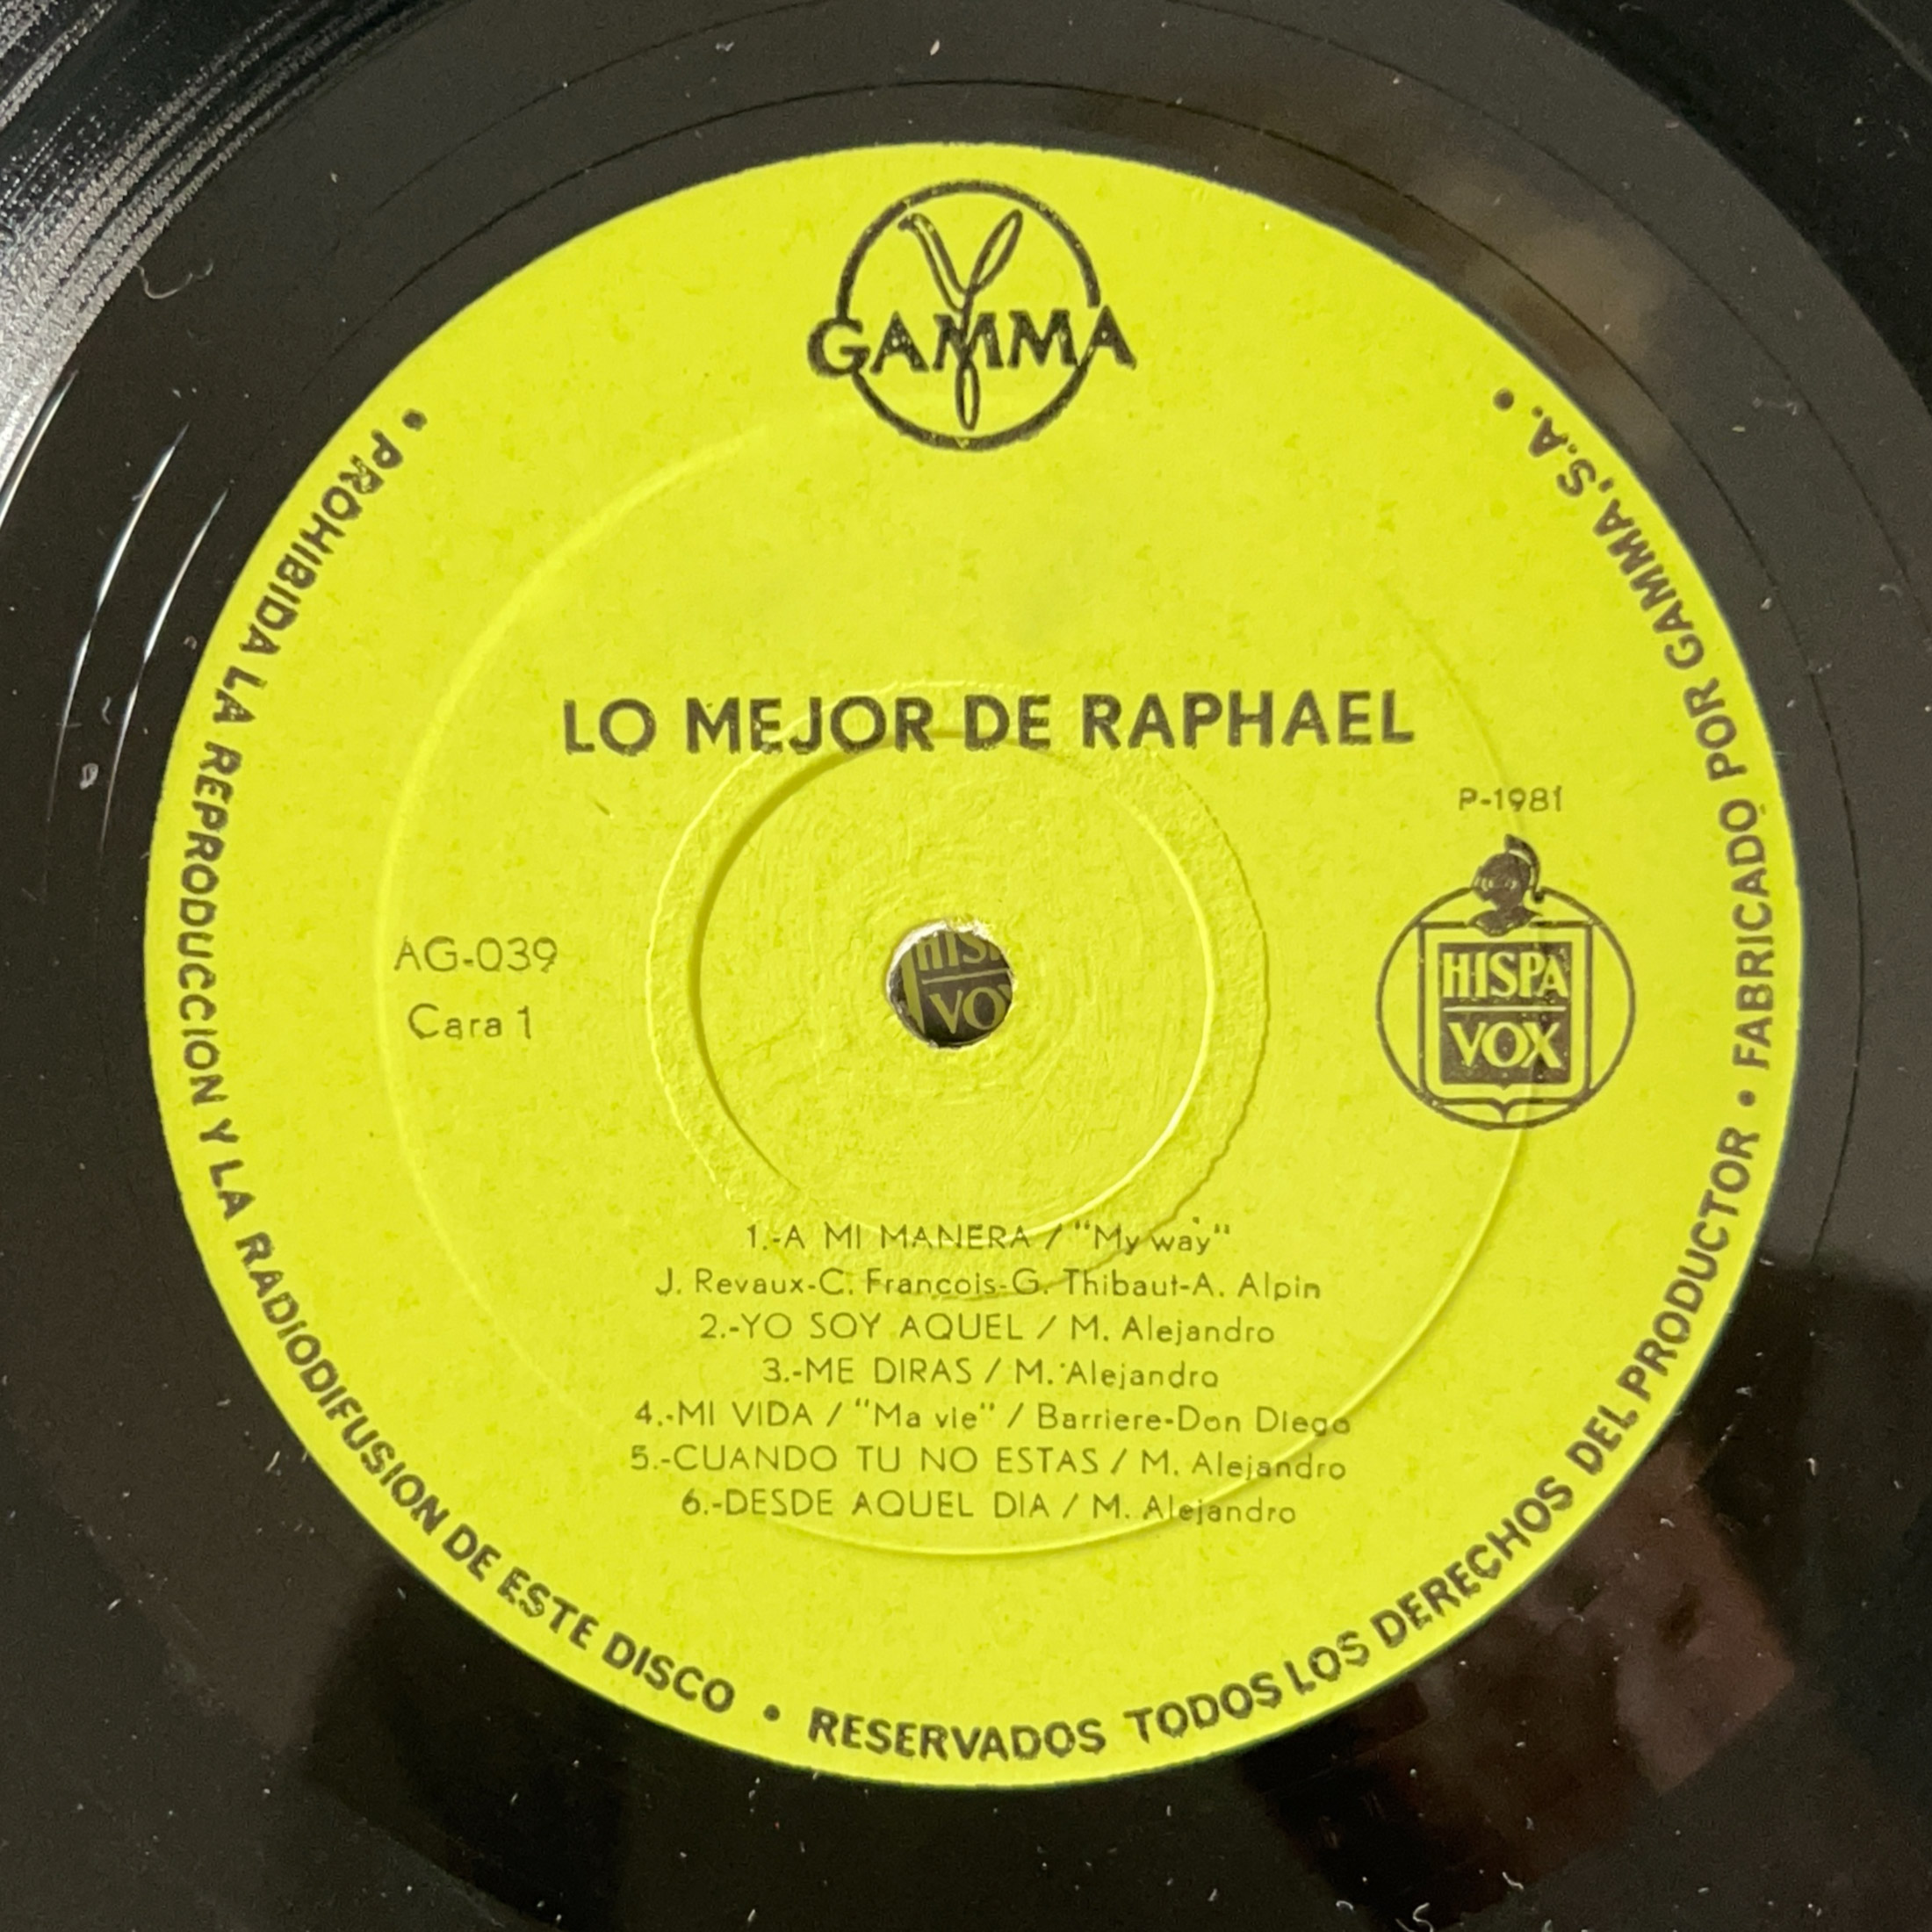 GAMMA
LO MEJOR DE RAPHAEL
P-1981
HISPA
VOX
AG-039
Cara 1
HIS
VO
1.-A MI MANERA / "My way"
J. Revaux-C. Francois-G. Thibaut-A. Alpin
2.-YO SOY AQUEL / M. Alejandro
3.-ME DIRAS / M. Alejandro
4.-MI VIDA / "Ma vie" / Barriere-Don Diego
5.-CUANDO TU NO ESTAS / M. Alejandro
6.-DESDE AQUEL DIA / M. Alejandro
• PROHIBIDA LA REPRODUCCION Y LA RADIODIFUSION DE ESTE DISCO • RESERVADOS TODOS LOS DERECHOS DEL PRODUCTOR • FABRICADO POR GAMMA, S.A. •